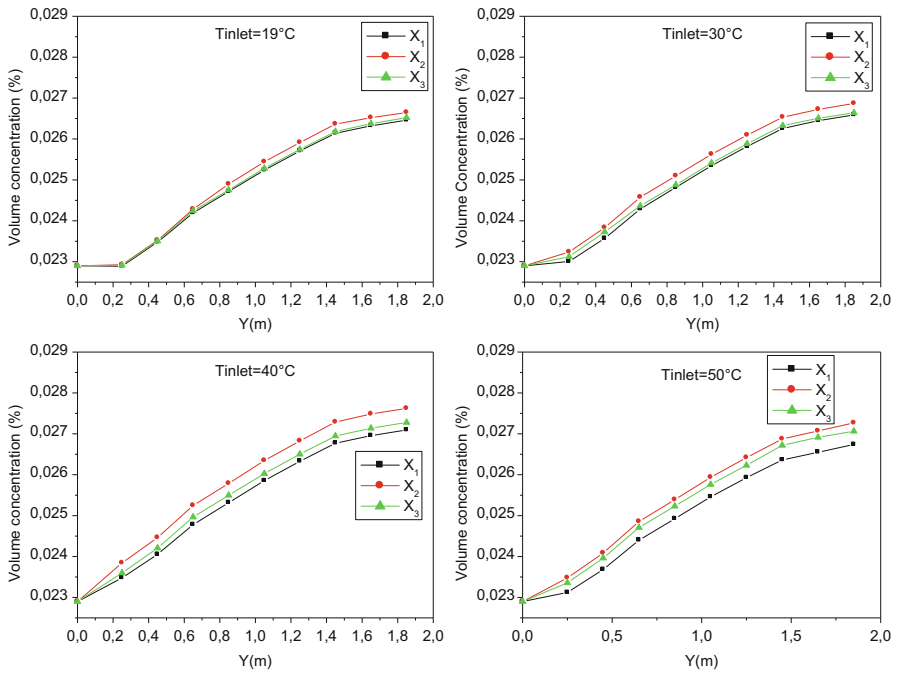 Tinlet=19°C
X1
X2
X3
Volume concentration (%)
0,029
0,028
0,027
0,026
0,025
0,024
0,023
0,0 0,2 0,4 0,6 0,8 1,0 1,2 1,4 1,6 1,8 2,0
Y(m)
Tinlet=30°C
X1
X2
X3
Volume Concentration (%)
0,029
0,028
0,027
0,026
0,025
0,024
0,023
0,0 0,2 0,4 0,6 0,8 1,0 1,2 1,4 1,6 1,8 2,0
Y(m)
Tinlet=40°C
X1
X2
X3
Volume concentration (%)
0,029
0,028
0,027
0,026
0,025
0,024
0,023
0,0 0,2 0,4 0,6 0,8 1,0 1,2 1,4 1,6 1,8 2,0
Y(m)
Tinlet=50°C
X1
X2
X3
Volume concentration (%)
0,029
0,028
0,027
0,026
0,025
0,024
0,023
0,0 0,5 1,0 1,5 2,0
Y(m)